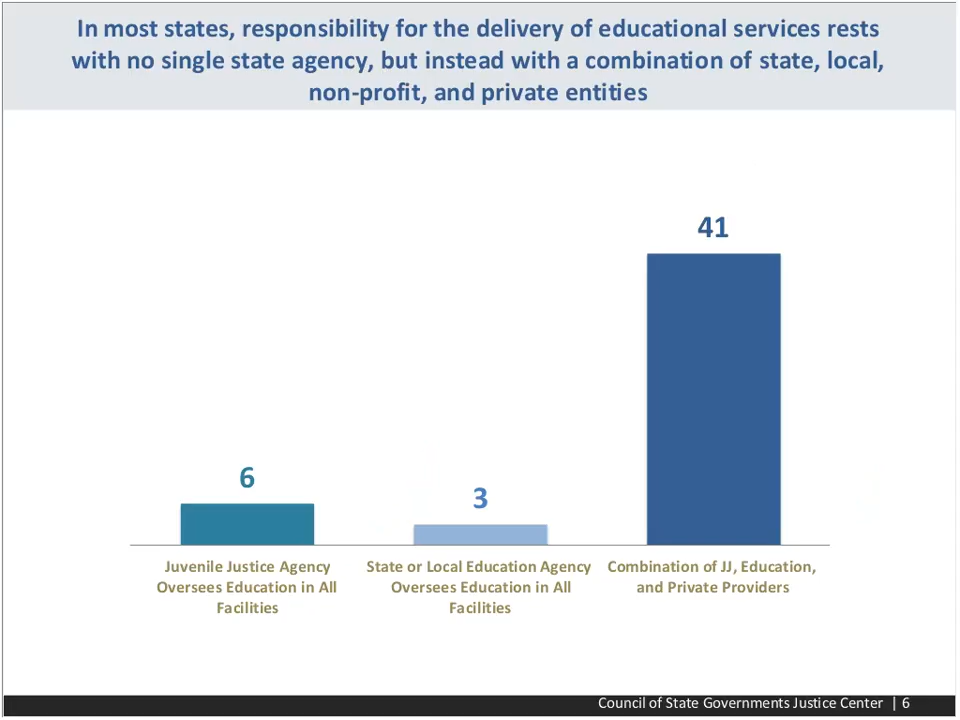 In most states, responsibility for the delivery of educational services rests
with no single state agency, but instead with a combination of state, local,
non-profit, and private entities
41
6
3
Juvenile Justice Agency
Oversees Education in All
Facilities
State or Local Education Agency
Oversees Education in All
Facilities
Combination of JJ, Education,
and Private Providers
Council of State Governments Justice Center | 6